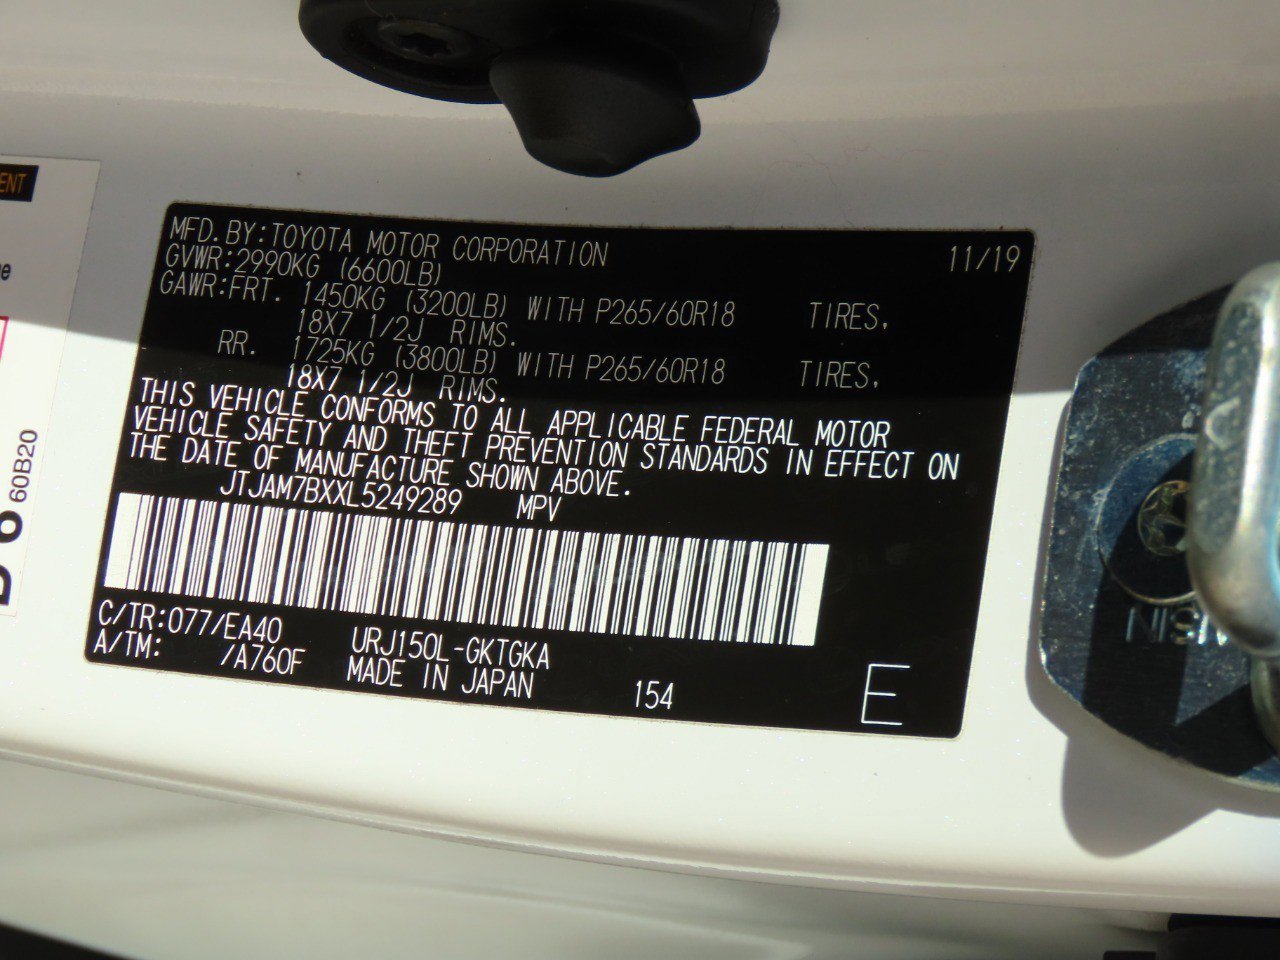 ENT
60B20
MFD. BY: TOYOTA MOTOR CORPORATION 11/19
GVWR: 2990KG (6600LB)
GAWR: FRT. 1450KG (3200LB) WITH P265/60R18 TIRES,
18X7 1/2J RIMS.
RR. 1725KG (3800LB) WITH P265/60R18 TIRES,
18X7 1/2J RIMS.
THIS VEHICLE CONFORMS TO ALL APPLICABLE FEDERAL MOTOR
VEHICLE SAFETY AND THEFT PREVENTION STANDARDS IN EFFECT ON
THE DATE OF MANUFACTURE SHOWN ABOVE.
JTJAM7BXXL5249289 MPV
C/TR: 077/EA40 URJ150L-GKTGKA
A/TM: /A760F MADE IN JAPAN 154 E